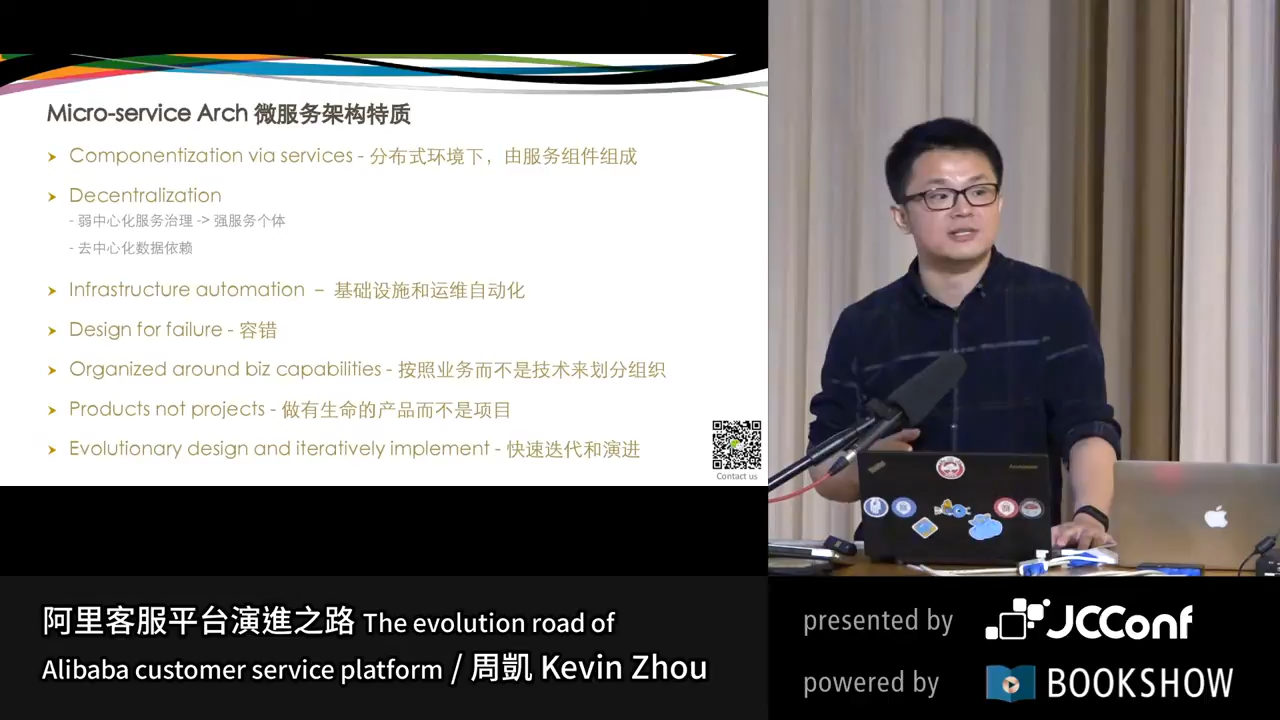 Micro-service Arch 微服务架构特质
Componentization via services - 分布式环境下，由服务组件组成
Decentralization
- 弱中心化服务治理 -> 强服务个体
- 去中心化数据依赖
Infrastructure automation – 基础设施和运维自动化
Design for failure - 容错
Organized around biz capabilities - 按照业务而不是技术来划分组织
Products not projects - 做有生命的产品而不是项目
Evolutionary design and iteratively implement - 快速迭代和演进
Contact us
阿里客服平台演進之路 The evolution road of
Alibaba customer service platform / 周凱 Kevin Zhou
presented by JCConf
powered by BOOKSHOW